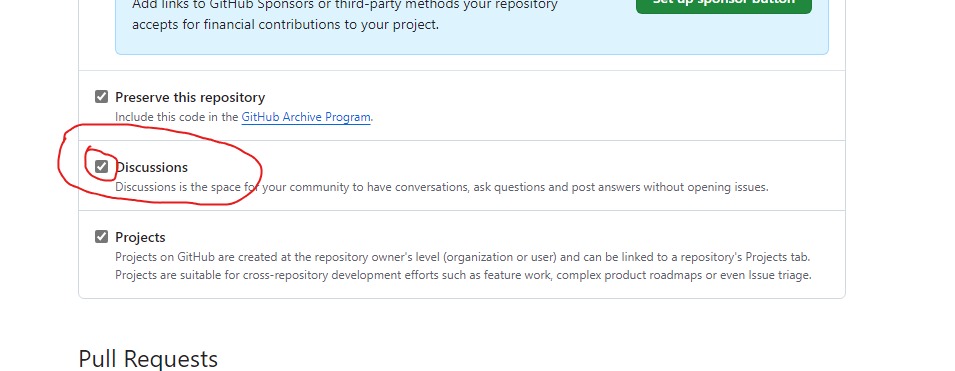 Add links to GitHub Sponsors or third-party methods your repository
Set up sponsor button
accepts for financial contributions to your project.
Preserve this repository
Include this code in the GitHub Archive Program.
Discussions
Discussions is the space for your community to have conversations, ask questions and post answers without opening issues.
Projects
Projects on GitHub are created at the repository owner's level (organization or user) and can be linked to a repository's Projects tab.
Projects are suitable for cross-repository development efforts such as feature work, complex product roadmaps or even Issue triage.
Pull Requests